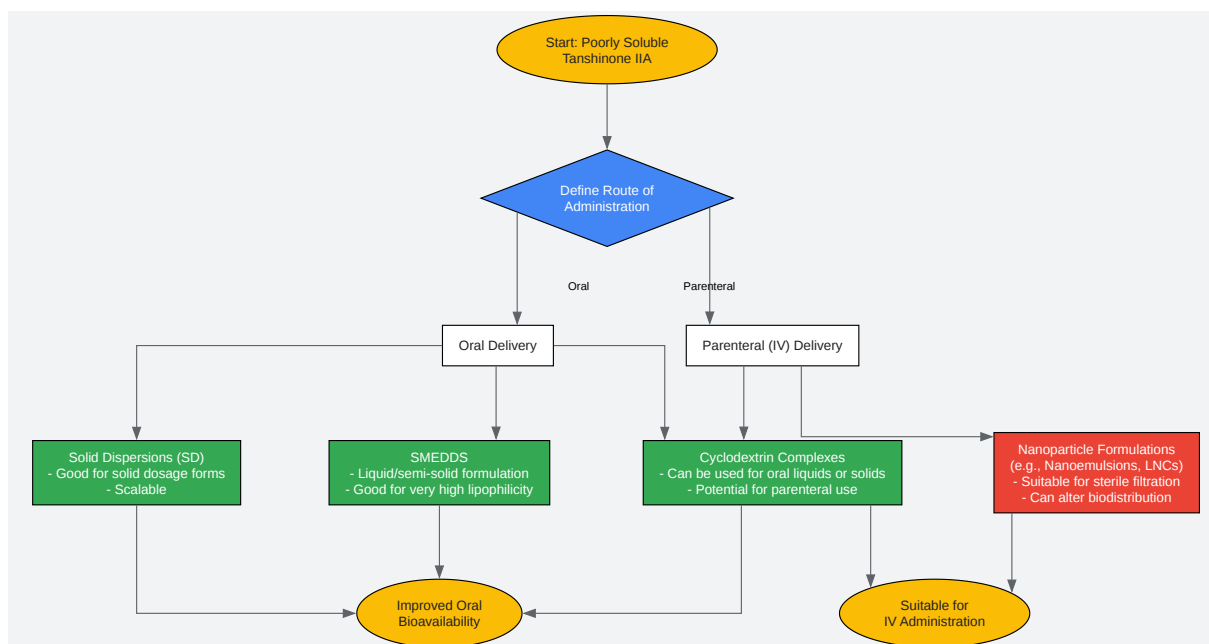 Start: Poorly Soluble
Tanshinone IIA
Define Route of
Administration
Oral
Parenteral
Oral Delivery
Parenteral (IV) Delivery
Solid Dispersions (SD)
- Good for solid dosage forms
- Scalable
SMEDDS
- Liquid/semi-solid formulation
- Good for very high lipophilicity
Cyclodextrin Complexes
- Can be used for oral liquids or solids
- Potential for parenteral use
Nanoparticle Formulations
(e.g., Nanoemulsions, LNCs)
- Suitable for sterile filtration
- Can alter biodistribution
Improved Oral
Bioavailability
Suitable for
IV Administration